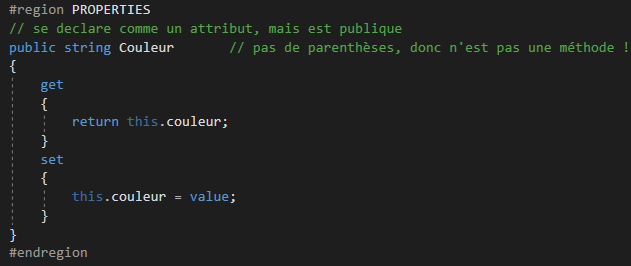 #region PROPERTIES
// se declare comme un attribut, mais est publique
public string Couleur // pas de parenthèses, donc n'est pas une méthode !
{
get
{
return this.couleur;
}
set
{
this.couleur = value;
}
}
#endregion